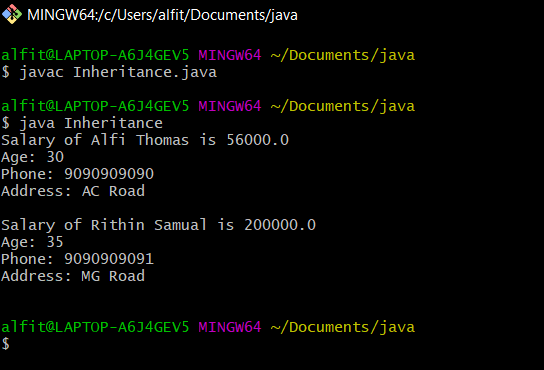 MINGW64:/c/Users/alfit/Documents/java
alfit@LAPTOP-A6J4GEV5 MINGW64 ~/Documents/java
$ javac Inheritance.java
alfit@LAPTOP-A6J4GEV5 MINGW64 ~/Documents/java
$ java Inheritance
Salary of Alfi Thomas is 56000.0
Age: 30
Phone: 9090909090
Address: AC Road
Salary of Rithin Samual is 200000.0
Age: 35
Phone: 9090909091
Address: MG Road
alfit@LAPTOP-A6J4GEV5 MINGW64 ~/Documents/java
$